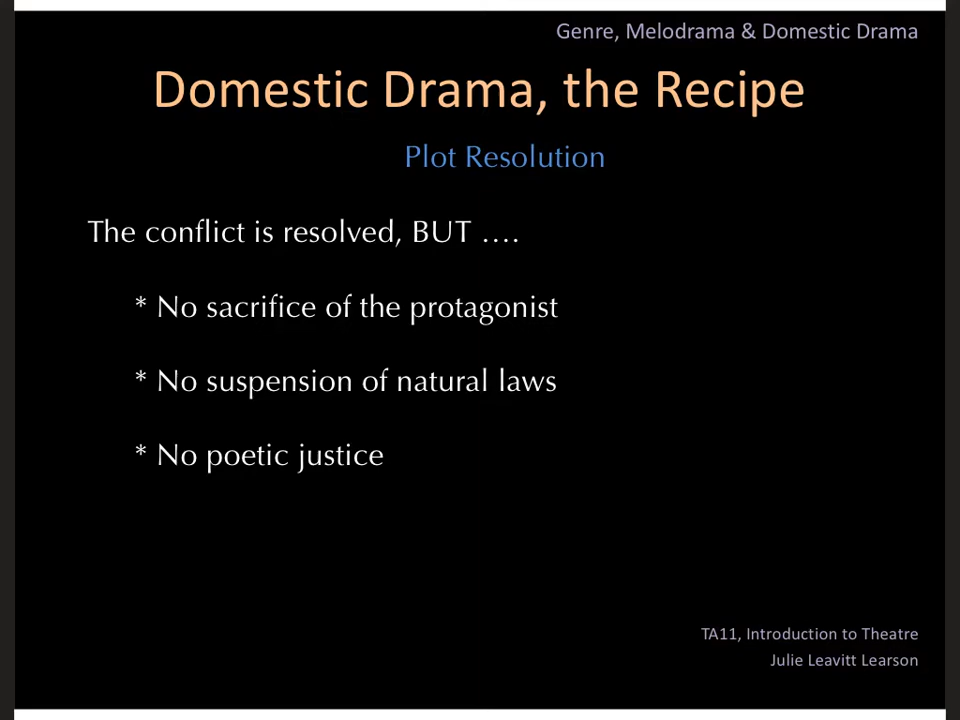 Genre, Melodrama & Domestic Drama
Domestic Drama, the Recipe
Plot Resolution
The conflict is resolved, BUT ....
* No sacrifice of the protagonist
* No suspension of natural laws
* No poetic justice
TA11, Introduction to Theatre
Julie Leavitt Learson